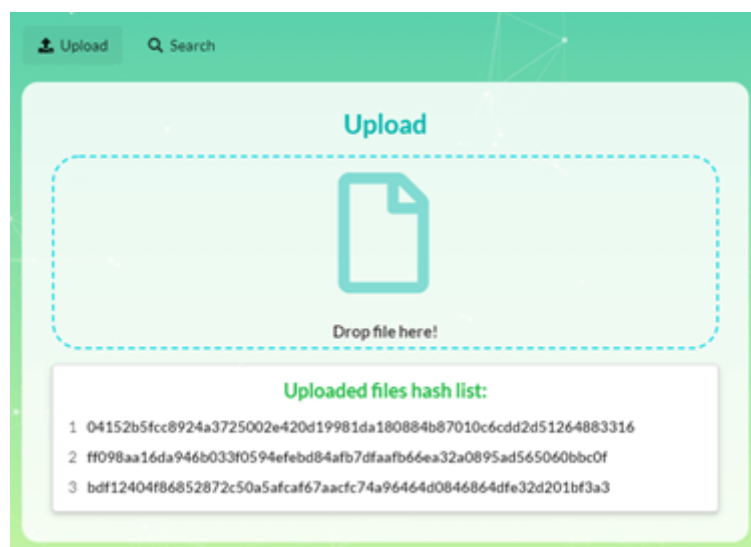 Upload Search
Upload
Drop file here!
Uploaded files hash list:
1 04152b5fcc8924a3725002e420d19981da180884b87010c6cdd2d51264883316
2 ff098aa16da946b033f0594efebd84afb7dfaafb66ea32a0895ad565060bbc0f
3 bdf12404f86852872c50a5afcaf67aacfc74a96464d0846864dfe32d201bf3a3